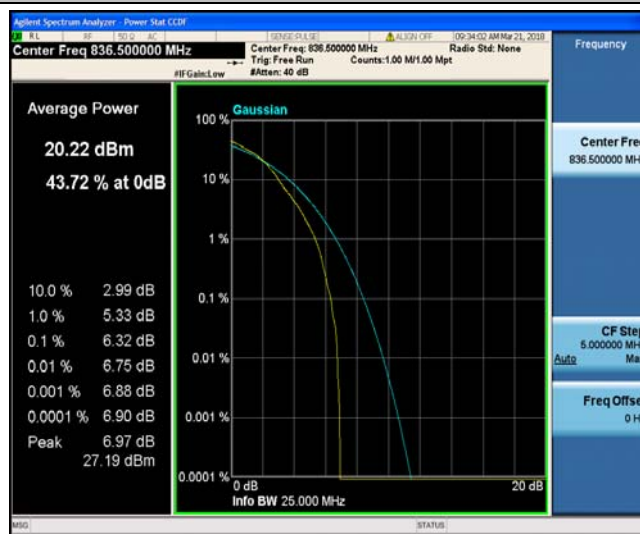 Agilent Spectrum Analyzer - Power Stat CCDF
RL RF 50 Ω AC SENSE:PULSE ALIGN OFF 09:34:02 AM Mar 21, 2018
Center Freq 836.500000 MHz
Center Freq: 836.500000 MHz Radio Std: None
Trig: Free Run Counts:1.00 M/1.00 Mpt
#IFGain:Low #Atten: 40 dB
Frequency
Average Power
20.22 dBm
43.72 % at 0dB
10.0 % 2.99 dB
1.0 % 5.33 dB
0.1 % 6.32 dB
0.01 % 6.75 dB
0.001 % 6.88 dB
0.0001 % 6.90 dB
Peak 6.97 dB
27.19 dBm
Gaussian
100 %
10 %
1 %
0.1 %
0.01 %
0.001 %
0.0001 %
0 dB 20 dB
Info BW 25.000 MHz
Center Fre
836.500000 MH
CF Step
5.000000 MH
Auto Ma
Freq Offse
0 H
MSG STATUS